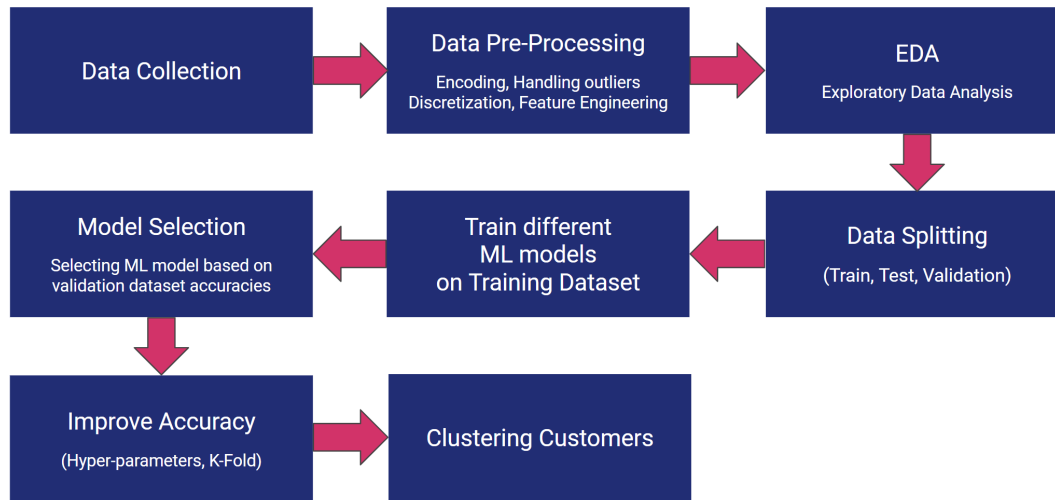 Data Collection
Data Pre-Processing
Encoding, Handling outliers
Discretization, Feature Engineering
EDA
Exploratory Data Analysis
Data Splitting
(Train, Test, Validation)
Train different
ML models
on Training Dataset
Model Selection
Selecting ML model based on
validation dataset accuracies
Improve Accuracy
(Hyper-parameters, K-Fold)
Clustering Customers